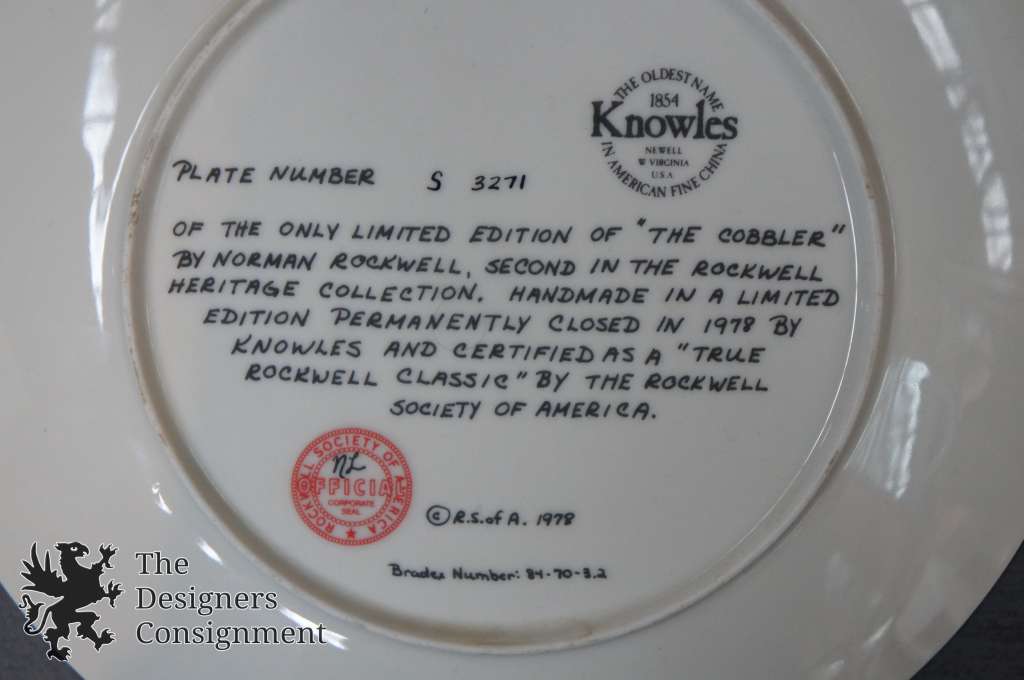 THE OLDEST NAME
1854
Knowles
NEWELL
W VIRGINIA
U.S.A
IN AMERICAN FINE CHINA
PLATE NUMBER S 3271
OF THE ONLY LIMITED EDITION OF "THE COBBLER"
BY NORMAN ROCKWELL, SECOND IN THE ROCKWELL
HERITAGE COLLECTION. HANDMADE IN A LIMITED
EDITION PERMANENTLY CLOSED IN 1978 BY
KNOWLES AND CERTIFIED AS A "TRUE
ROCKWELL CLASSIC" BY THE ROCKWELL
SOCIETY OF AMERICA.
ROCKWOLL SOCIETY OF AMERICA
NL
OFFICIAL
CORPORATE
SEAL
© R.S. of A. 1978
Bradex Number: 84-70-3.2
The
Designers
Consignment